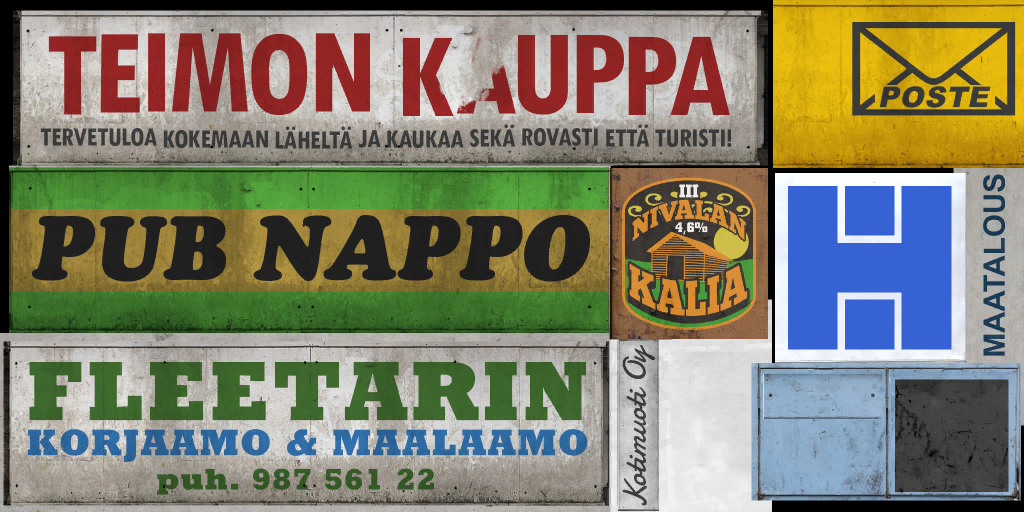 TEIMON KAUPPA
TERVETULOA KOKEMAAN LÄHELTÄ JA KAUKAA SEKÄ ROVASTI ETTÄ TURISTI!
POSTE
PUB NAPPO
III
NIVALAN
4,6%
KALIA
H
MAATALOUS
FLEETARIN
KORJAAMO & MAALAAMO
puh. 987 561 22
Kotimuoti Oy